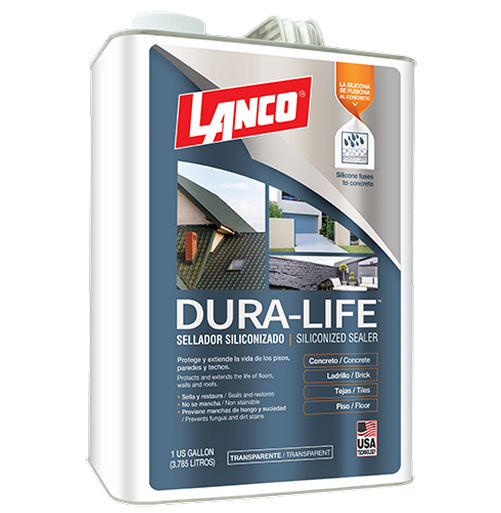 LANCO®
LA SILICONA
SE FUSIONA
AL CONCRETO
Silicone fuses
to concrete
DURA-LIFE™
SELLADOR SILICONIZADO | SILICONIZED SEALER
Protege y extiende la vida de los pisos,
paredes y techos.
Protects and extends the life of floors,
walls and roofs.
• Sella y restaura / Seals and restores
• No se mancha / Non stainable
• Previene manchas de hongo y suciedad
/ Prevents fungus and dirt stains
Concreto / Concrete
Ladrillo / Brick
Tejas / Tiles
Piso / Floor
1 US GALLON
(3.785 LITROS)
TRANSPARENTE / TRANSPARENT
USA
TECHNOLOGY